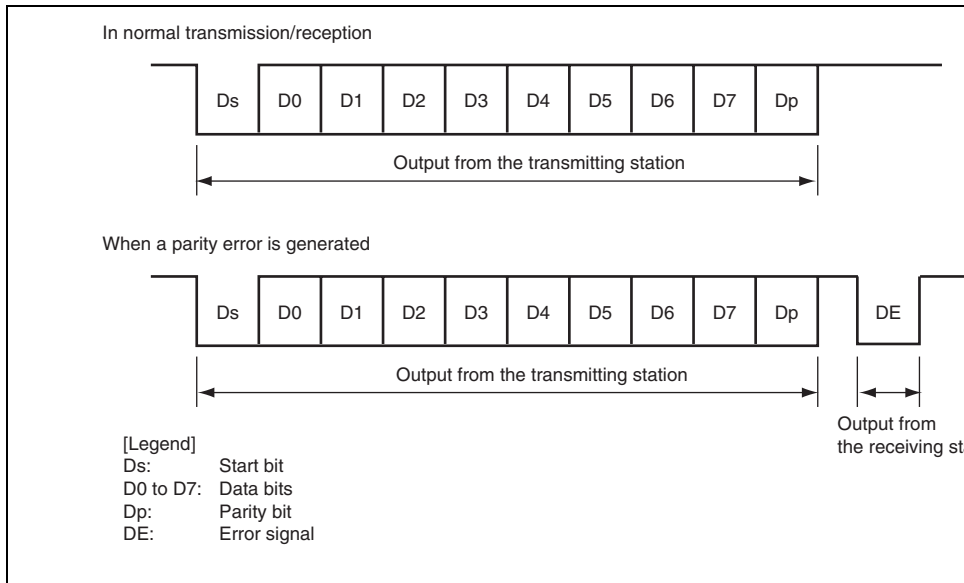 In normal transmission/reception
Ds D0 D1 D2 D3 D4 D5 D6 D7 Dp
Output from the transmitting station
When a parity error is generated
Ds D0 D1 D2 D3 D4 D5 D6 D7 Dp DE
Output from the transmitting station
Output from
the receiving
[Legend]
Ds: Start bit
D0 to D7: Data bits
Dp: Parity bit
DE: Error signal